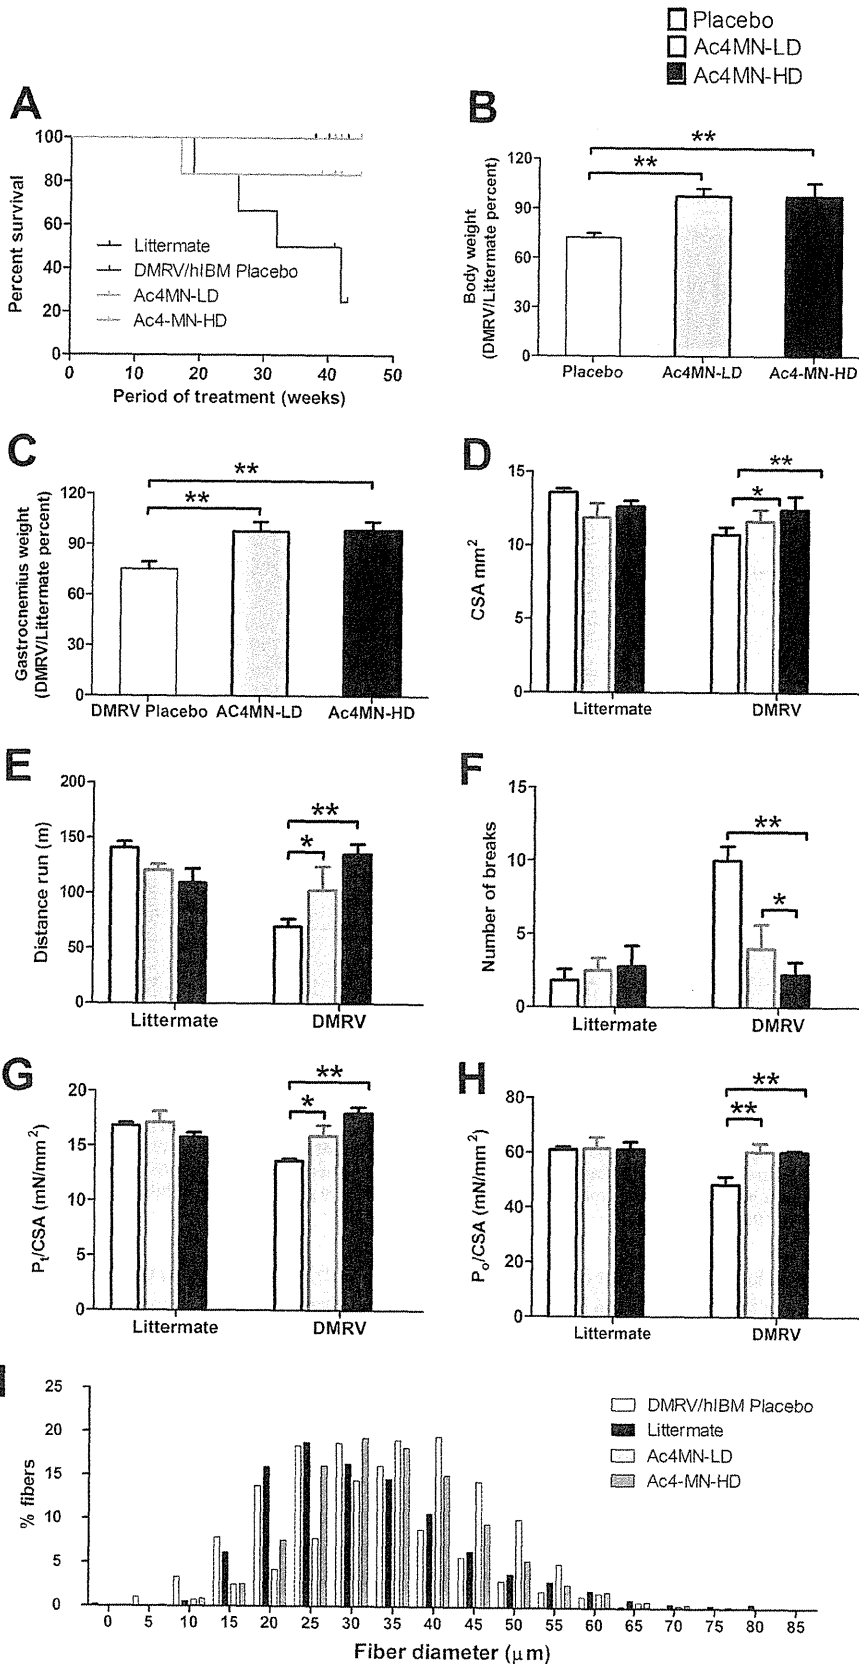 Placebo
Ac4MN-LD
Ac4MN-HD
A
100
80
60
40
20
0
Percent survival
Littermate
DMRV/hIBM Placebo
Ac4MN-LD
Ac4-MN-HD
0 10 20 30 40 50
Period of treatment (weeks)
B
** 
**
120
90
60
30
0
Body weight
(DMRV/Littermate percent)
Placebo Ac4MN-LD Ac4-MN-HD
C
**
**
120
90
60
30
0
Gastrocnemius weight
(DMRV/Littermate percent)
DMRV Placebo AC4MN-LD Ac4MN-HD
D
**
*
15
10
5
0
CSA mm²
Littermate DMRV
E
200
150
100
50
0
**
*
Distance run (m)
Littermate DMRV
F
15
10
5
0
**
*
Number of breaks
Littermate DMRV
G
20
15
10
5
0
**
*
Pt/CSA (mN/mm²)
Littermate DMRV
H
80
60
40
20
0
**
**
Po/CSA (mN/mm²)
Littermate DMRV
I
25
20
15
10
5
0
% fibers
DMRV/hIBM Placebo
Littermate
Ac4MN-LD
Ac4-MN-HD
0 5 10 15 20 25 30 35 40 45 50 55 60 65 70 75 80 85
Fiber diameter (μm)